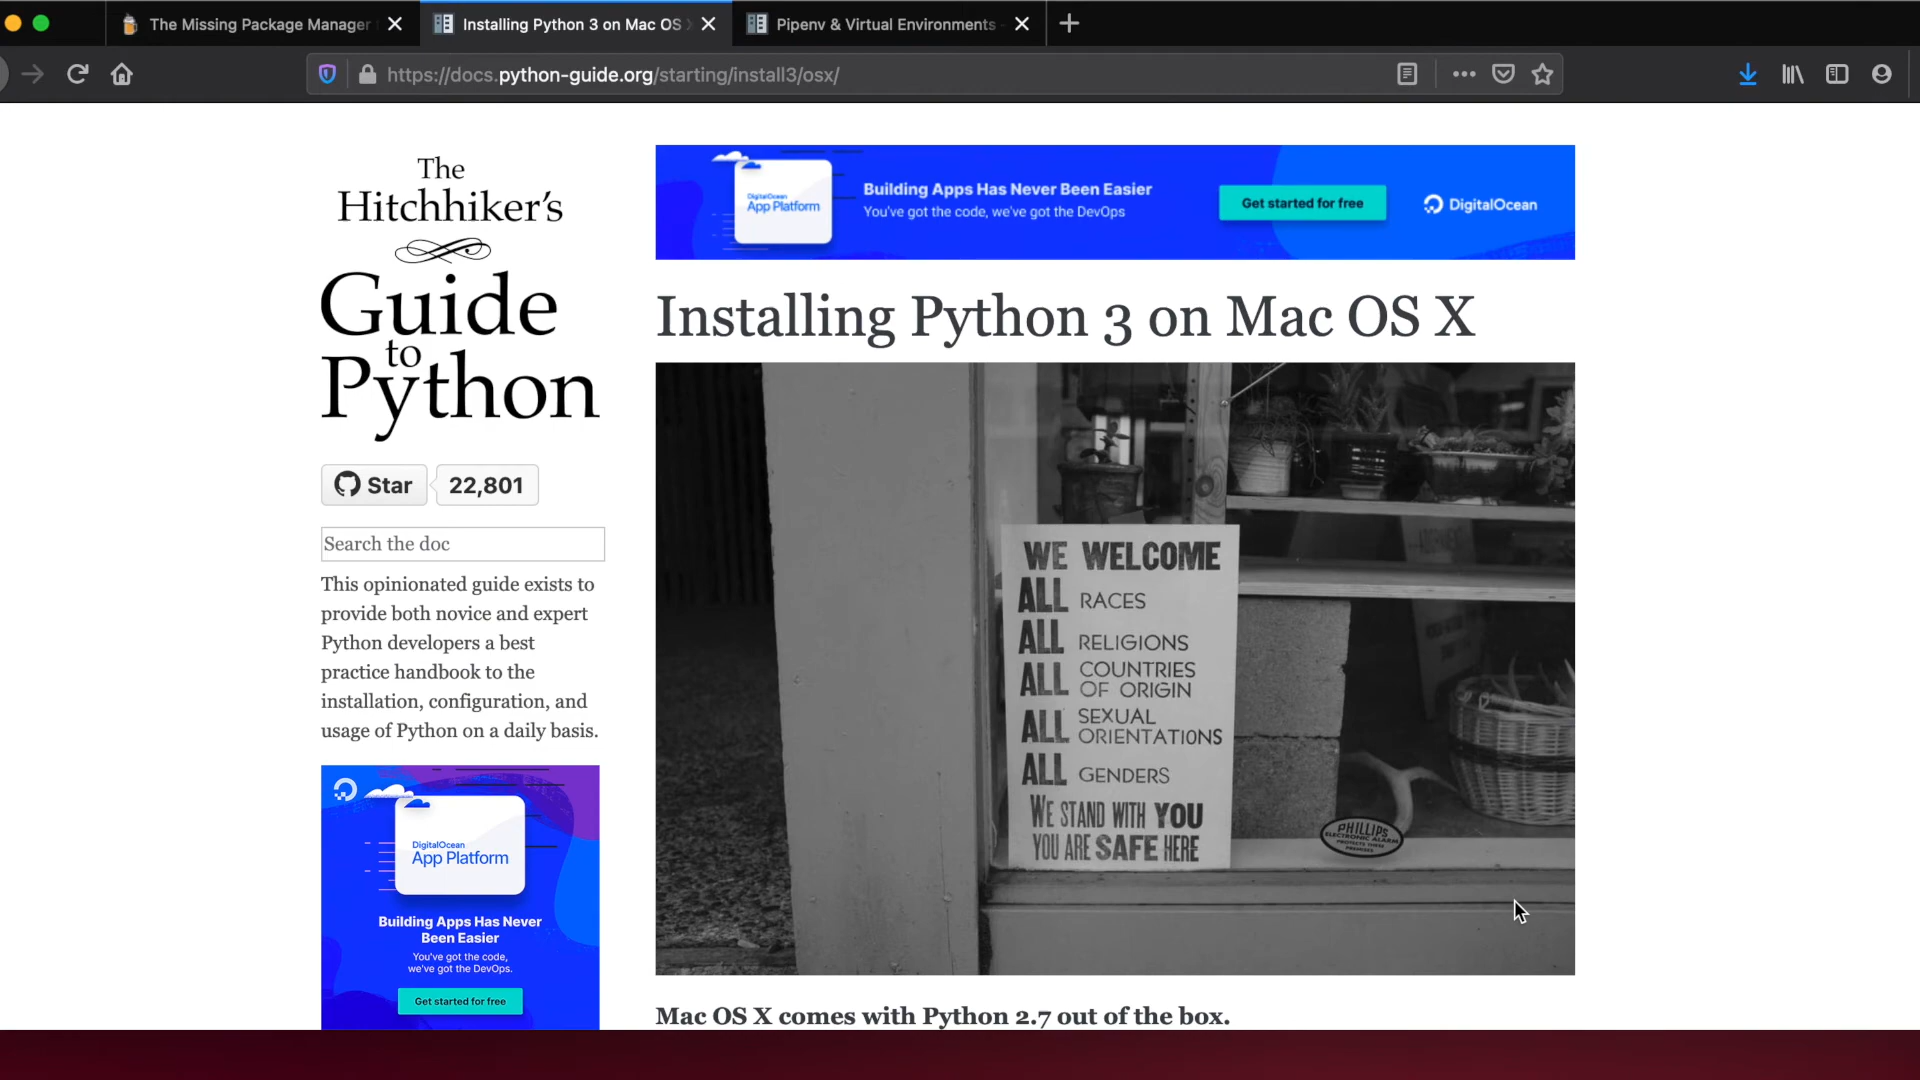 The Missing Package Manager
Installing Python 3 on Mac OS X
Pipenv & Virtual Environments
https://docs.python-guide.org/starting/install3/osx/
The
Hitchhiker's
Guide
to
Python
Star
22,801
Search the doc
This opinionated guide exists to
provide both novice and expert
Python developers a best
practice handbook to the
installation, configuration, and
usage of Python on a daily basis.
DigitalOcean
App Platform
Building Apps Has Never
Been Easier
You've got the code,
we've got the DevOps.
Get started for free
DigitalOcean
App Platform
Building Apps Has Never Been Easier
You've got the code, we've got the DevOps
Get started for free
DigitalOcean
Installing Python 3 on Mac OS X
WE WELCOME
ALL RACES
ALL RELIGIONS
ALL COUNTRIES
OF ORIGIN
ALL SEXUAL
ORIENTATIONS
ALL GENDERS
WE STAND WITH YOU
YOU ARE SAFE HERE
PHILLIPS
ELECTRONIC ALARM
PROTECTS THESE
PREMISES
Mac OS X comes with Python 2.7 out of the box.